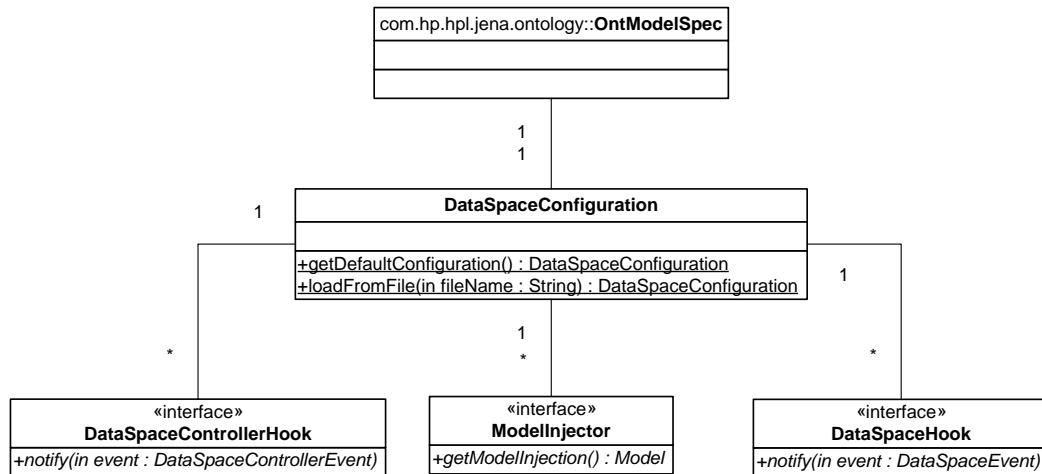 com.hp.hpl.jena.ontology::OntModelSpec
1
1
DataSpaceConfiguration
1
+getDefaultConfiguration() : DataSpaceConfiguration
+loadFromFile(in fileName : String) : DataSpaceConfiguration
1
1
*
*
*
«interface»
DataSpaceControllerHook
+notify(in event : DataSpaceControllerEvent)
«interface»
ModelInjector
+getModelInjection() : Model
«interface»
DataSpaceHook
+notify(in event : DataSpaceEvent)